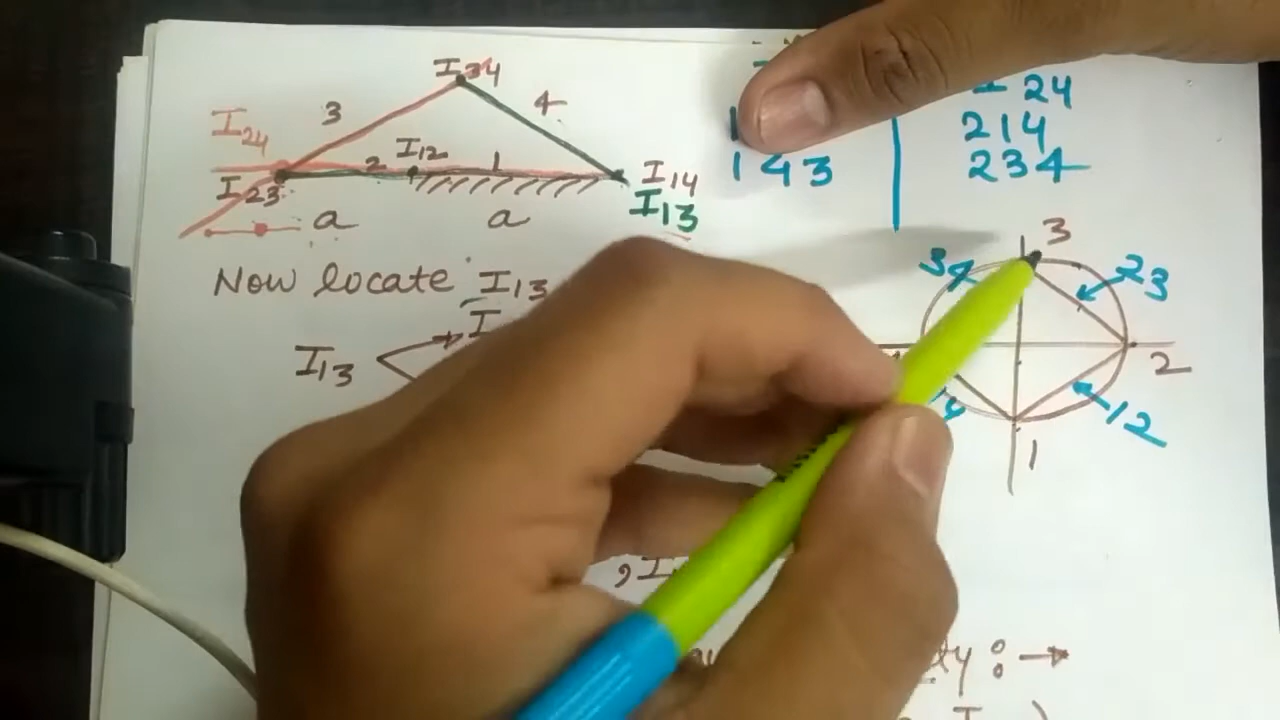 I34
3
4
I24
I12
2
1
I23
I14
I13
a
a
24
214
143
234
Now locate I13
I
I13
3
34
23
2
12
1
, I
ty : →